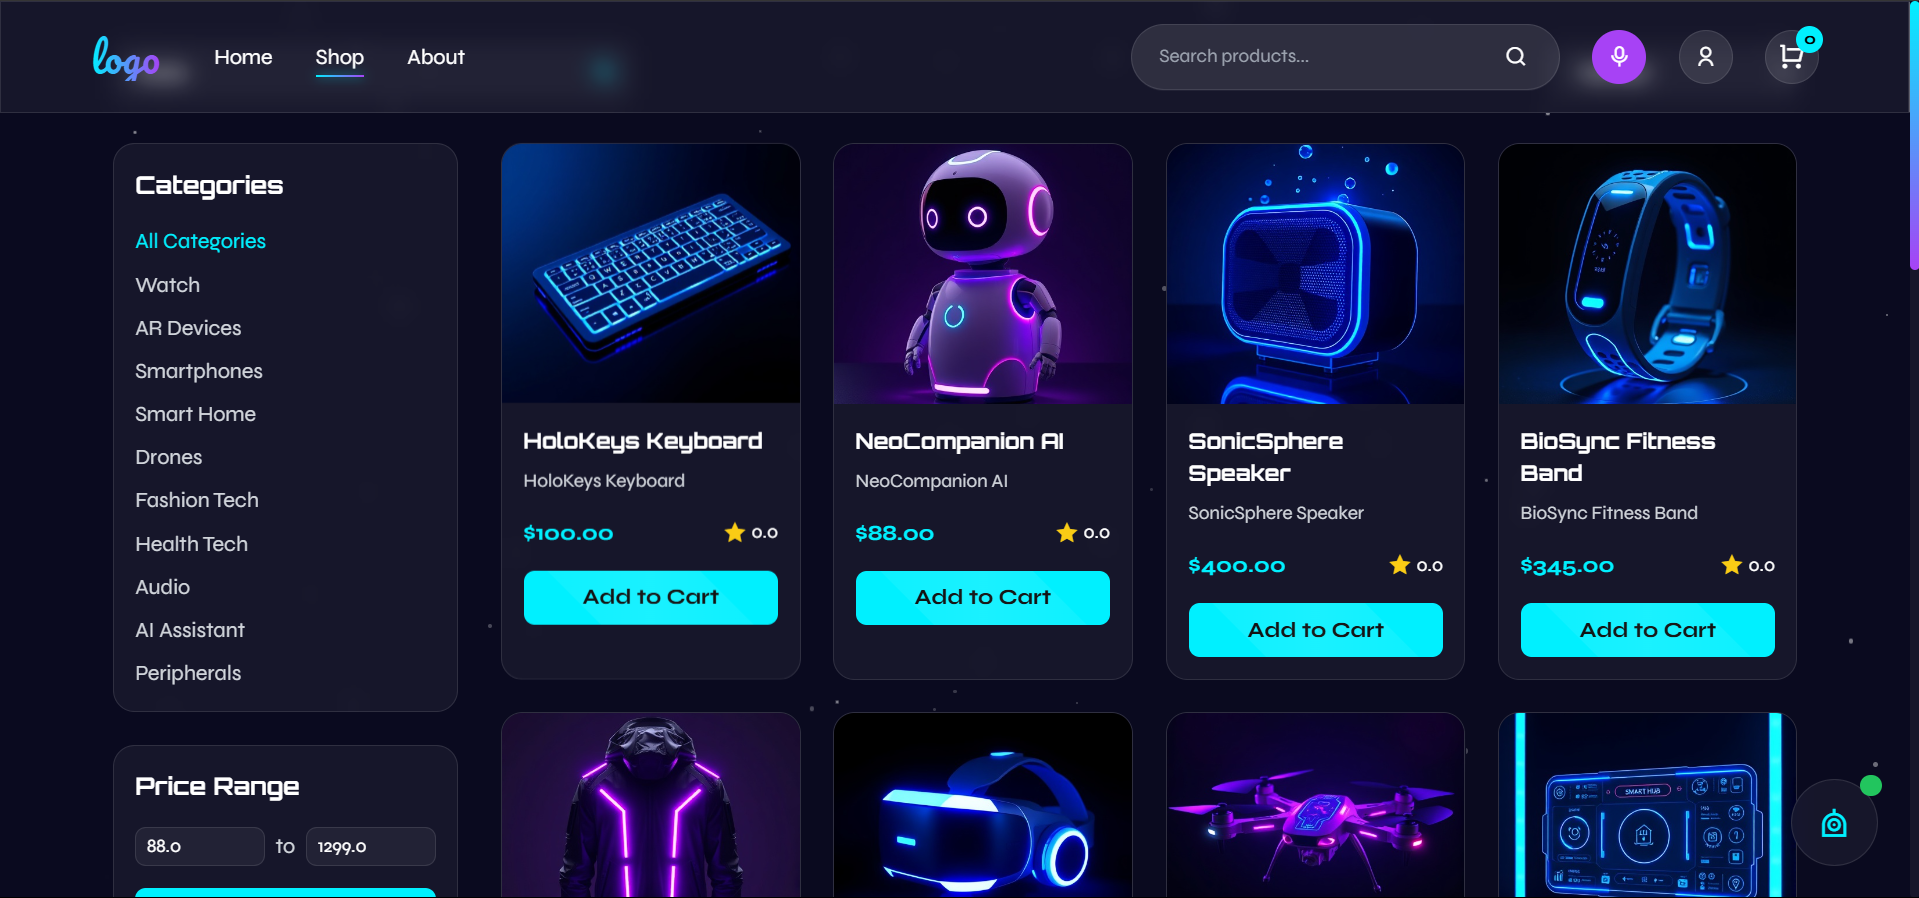 logo
Home
Shop
About
Search products...
0
Categories
All Categories
Watch
AR Devices
Smartphones
Smart Home
Drones
Fashion Tech
Health Tech
Audio
AI Assistant
Peripherals
Price Range
88.0 to 1299.0
HoloKeys Keyboard
HoloKeys Keyboard
$100.00
0.0
Add to Cart
NeoCompanion AI
NeoCompanion AI
$88.00
0.0
Add to Cart
SonicSphere
Speaker
SonicSphere Speaker
$400.00
0.0
Add to Cart
BioSync Fitness
Band
BioSync Fitness Band
$345.00
0.0
Add to Cart
SMART HUB